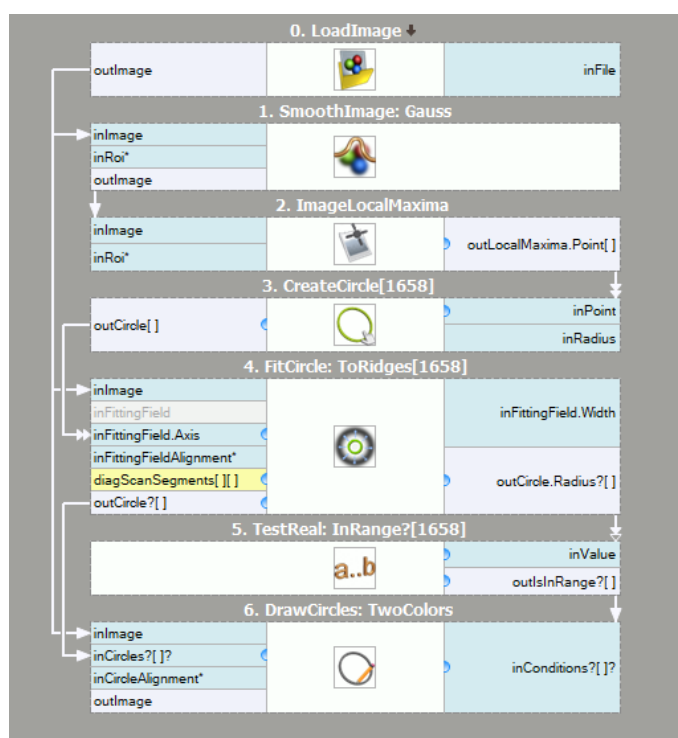 0. LoadImage
outImage
inFile
1. SmoothImage: Gauss
inImage
inRoi*
outImage
2. ImageLocalMaxima
inImage
inRoi*
outLocalMaxima.Point[ ]
3. CreateCircle[1658]
outCircle[ ]
inPoint
inRadius
4. FitCircle: ToRidges[1658]
inImage
inFittingField
inFittingField.Axis
inFittingFieldAlignment*
diagScanSegments[ ][ ]
outCircle?[ ]
inFittingField.Width
outCircle.Radius?[ ]
5. TestReal: InRange?[1658]
a..b
inValue
outIsInRange?[ ]
6. DrawCircles: TwoColors
inImage
inCircles?[ ]?
inCircleAlignment*
outImage
inConditions?[ ]?